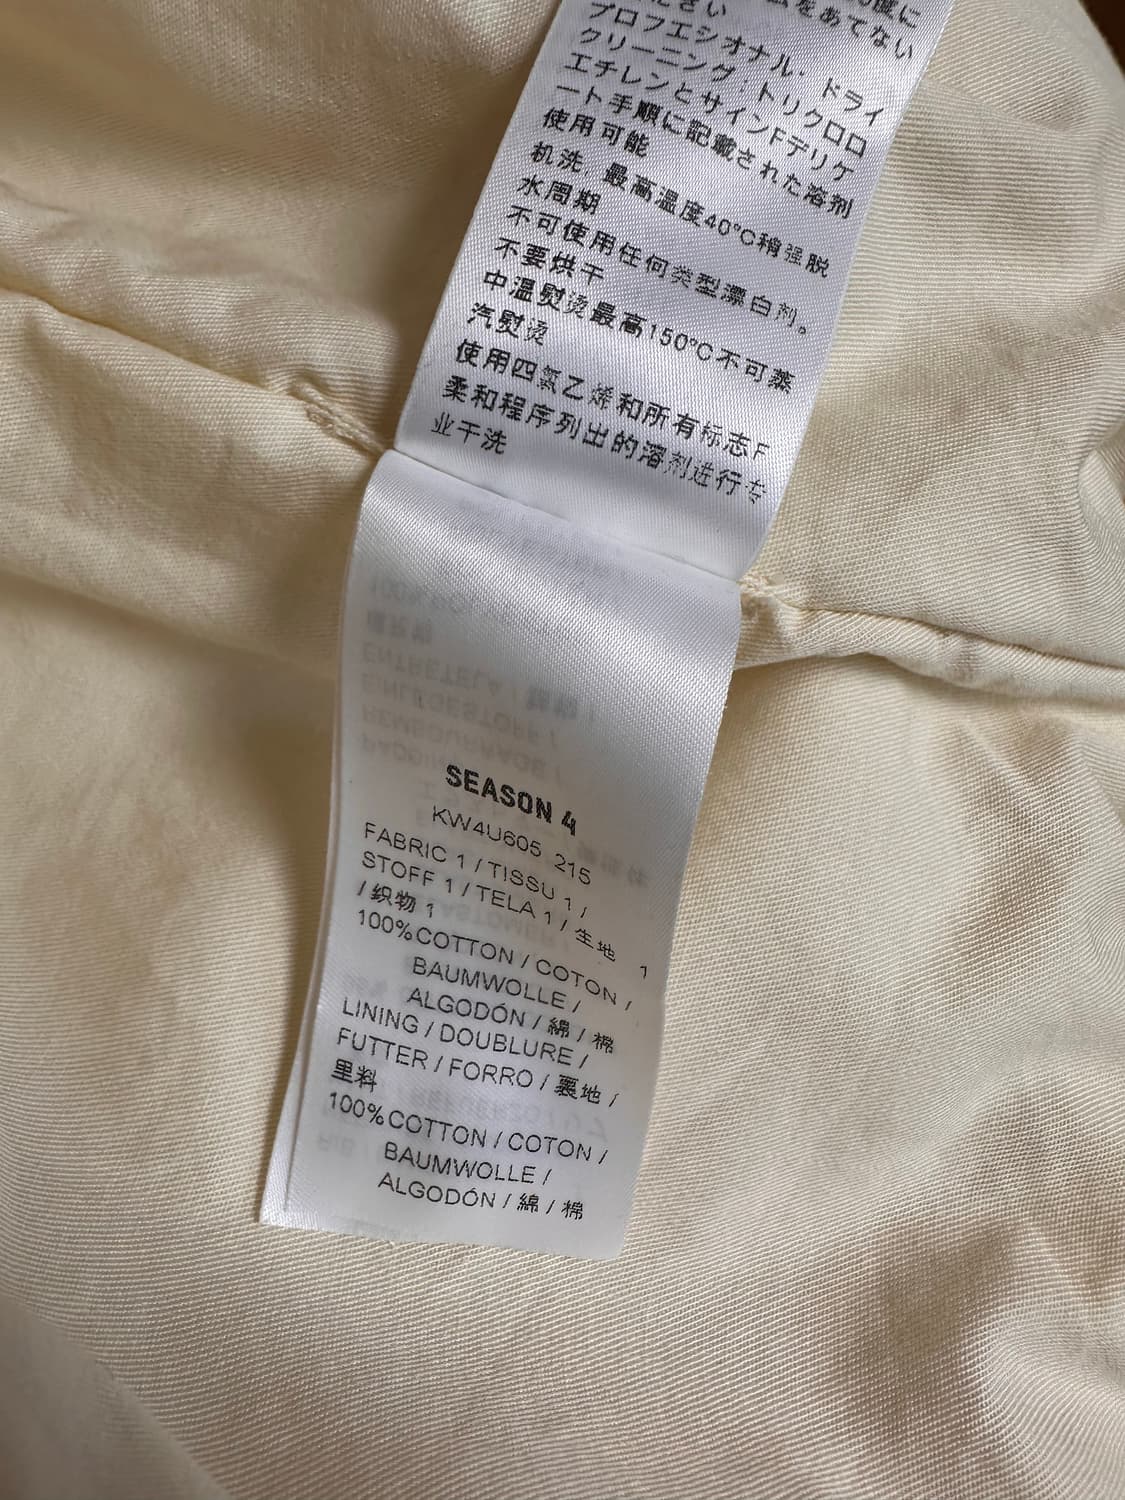 ムをあてない
プロフエシオナル・ドライ
クリーニング:トリクロロ
エチレンとサインFデリケ
ート手順に記載された溶剤
使用可能
机洗,最高温度40°C稍强脱
水周期
不可使用任何类型漂白剂。
不要烘干
中温熨烫最高150°C不可蒸
汽熨烫
使用四氯乙烯和所有标志F
柔和程序列出的溶剂进行专
业干洗
SEASON 4
KW4U605 215
FABRIC 1 / TISSU 1 /
STOFF 1 / TELA 1 / 生地 1
/ 织物 1
100%COTTON / COTON /
BAUMWOLLE /
ALGODÓN / 綿 / 棉
LINING / DOUBLURE /
FUTTER / FORRO / 裏地 /
里料
100%COTTON / COTON /
BAUMWOLLE /
ALGODÓN / 綿 / 棉